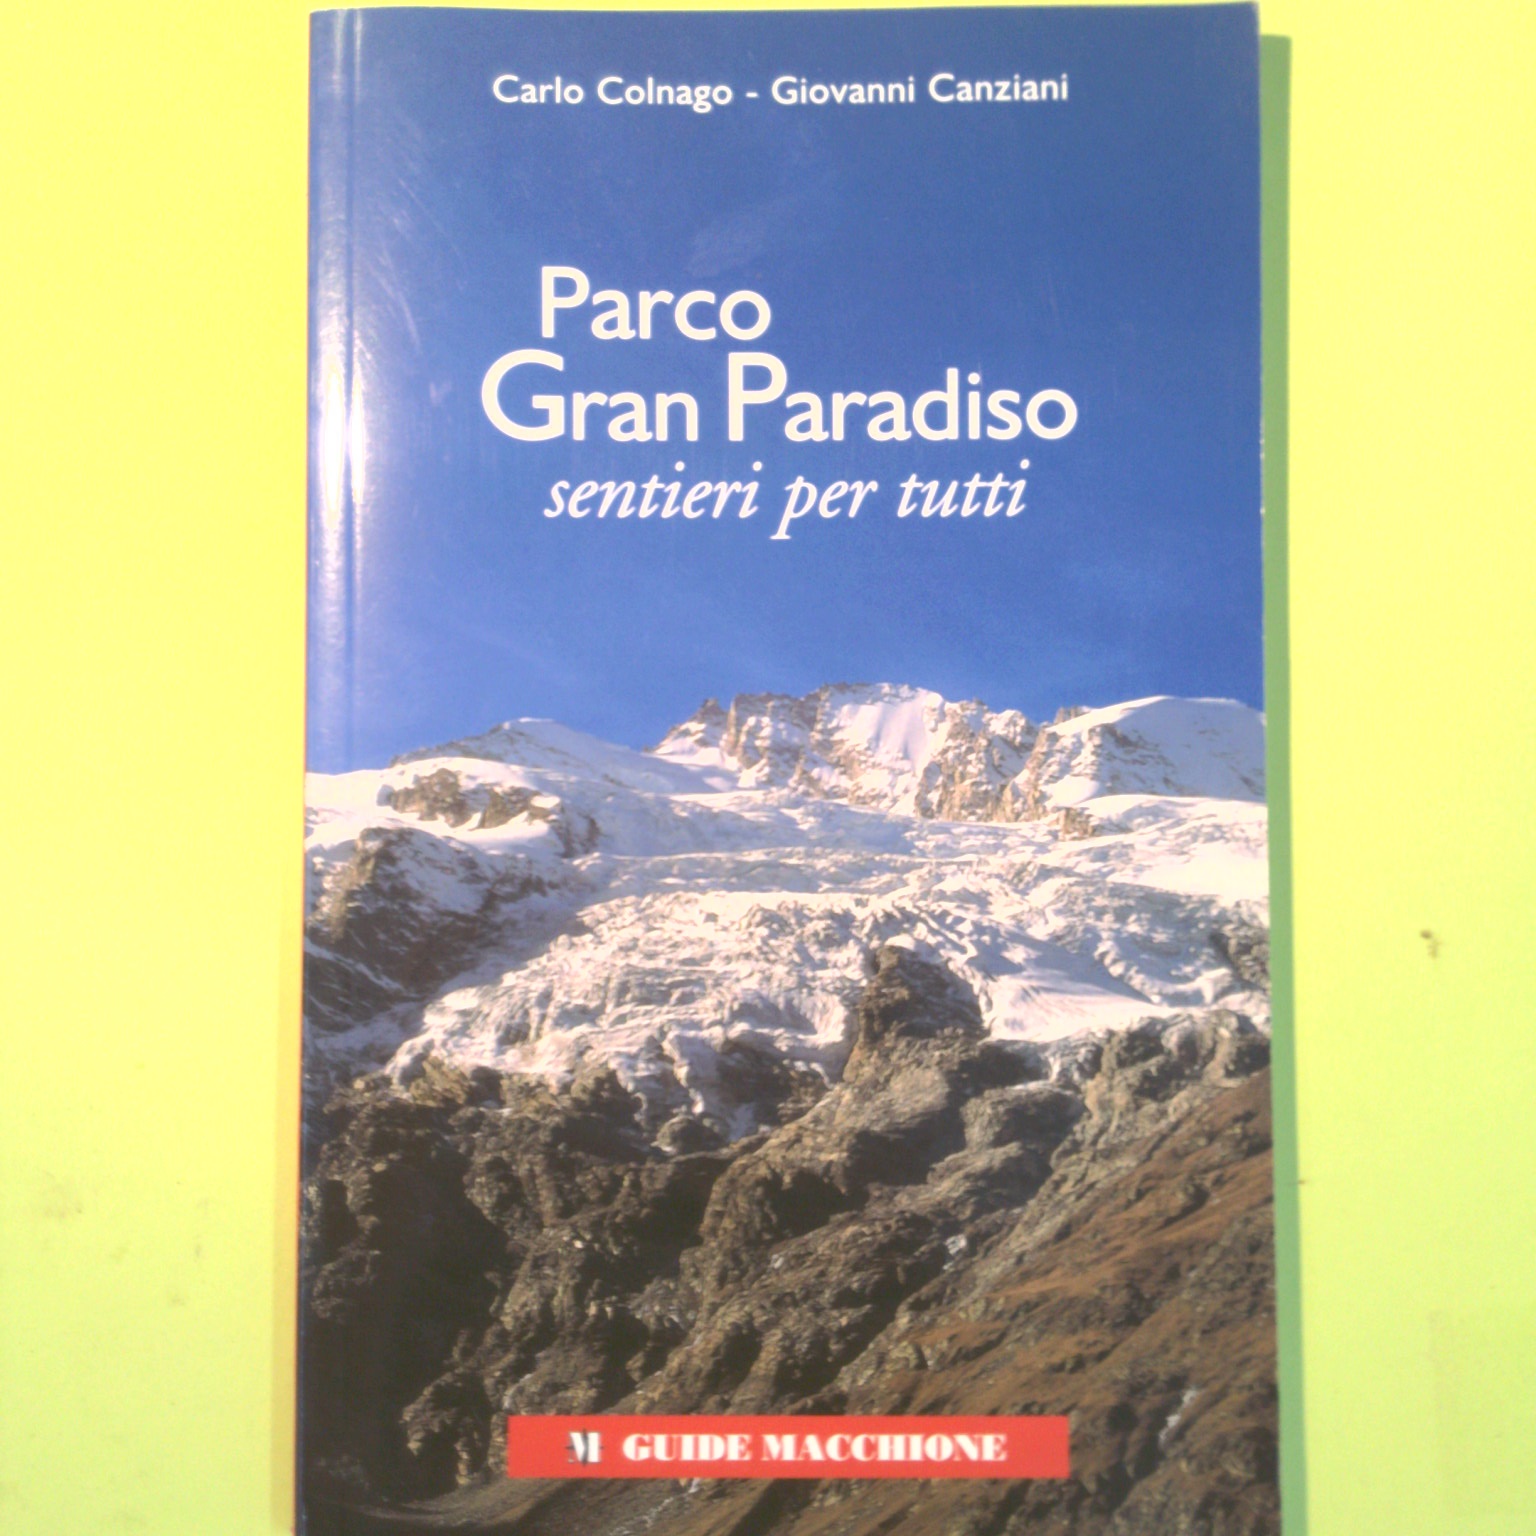 Carlo Colnago - Giovanni Canziani
Parco
Gran Paradiso
sentieri per tutti
M GUIDE MACCHIONE